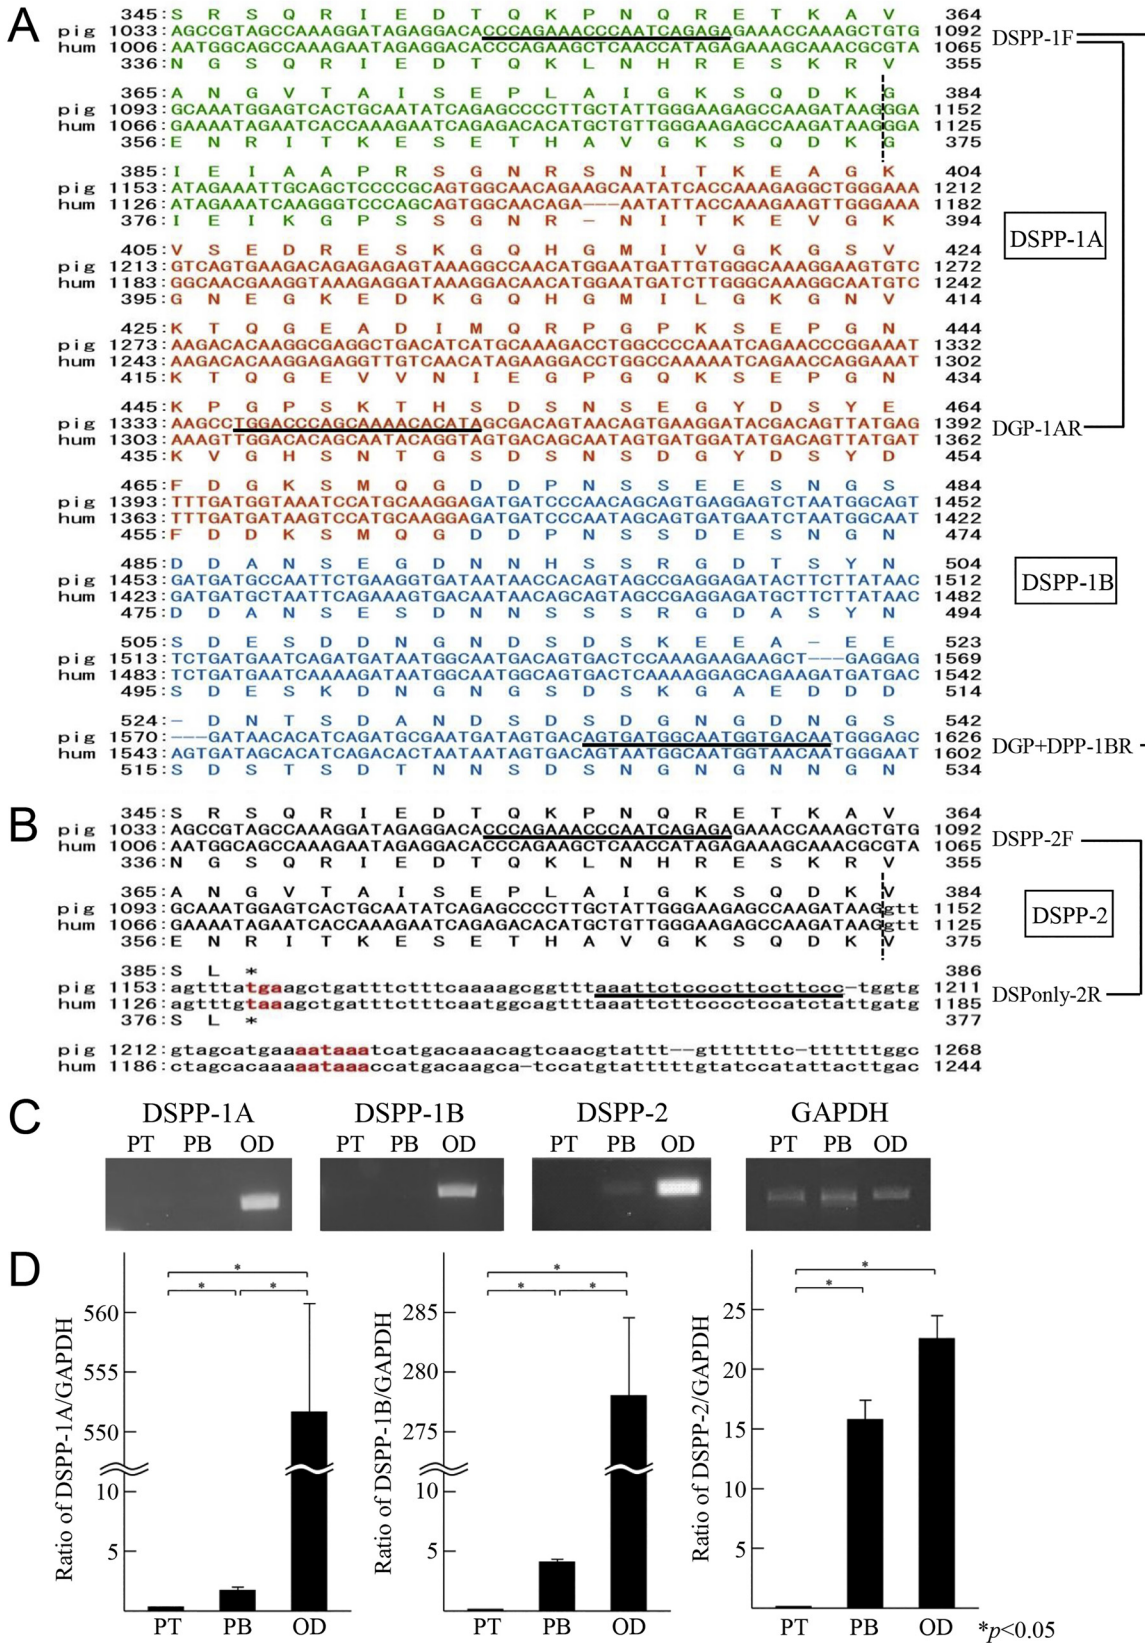 A
345: S R S Q R I E D T Q K P N Q R E T K A V 364
pig 1033: AGCCGTAGCCAAAGGATAGAGGACACCCAGAAACCCAATCAGAGAGAAACCAAAGCTGTG 1092 DSPP-1F
hum 1006: AATGGCAGCCAAAGAATAGAGGACACCCAGAAGCTCAACCATAGAGAAAGCAAACGCGTA 1065
336: N G S Q R I E D T Q K L N H R E S K R V 355
365: A N G V T A I S E P L A I G K S Q D K G 384
pig 1093: GCAAATGGAGTCACTGCAATATCAGAGCCCCTTGCTATTGGGAAGAGCCAAGATAAGGGA 1152
hum 1066: GAAAATAGAATCACCAAAGAATCAGAGACACATGCTGTTGGGAAGAGCCAAGATAAGGGA 1125
356: E N R I T K E S E T H A V G K S Q D K G 375
385: I E I A A P R S G N R S N I T K E A G K 404
pig 1153: ATAGAAATTGCAGCTCCCCGCAGTGGCAACAGAAGCAATATCACCAAAGAGGCTGGGAAA 1212
hum 1126: ATAGAAATCAAGGGTCCCAGCAGTGGCAACAGA---AATATTACCAAAGAAGTTGGGAAA 1182
376: I E I K G P S S G N R - N I T K E V G K 394
DSPP-1A
405: V S E D R E S K G Q H G M I V G K G S V 424
pig 1213: GTCAGTGAAGACAGAGAGAGTAAAGGCCAACATGGAATGATTGTGGGCAAAGGAAGTGTC 1272
hum 1183: GGCAACGAAGGTAAAGAGGATAAAGGACAACATGGAATGATCTTGGGCAAAGGCAATGTC 1242
395: G N E G K E D K G Q H G M I L G K G N V 414
425: K T Q G E A D I M Q R P G P K S E P G N 444
pig 1273: AAGACACAAGGCGAGGCTGACATCATGCAAAGACCTGGCCCCAAATCAGAACCCGGAAAT 1332
hum 1243: AAGACACAAGGAGAGGTTGTCAACATAGAAGGACCTGGCCAAAAATCAGAACCAGGAAAT 1302
415: K T Q G E V V N I E G P G Q K S E P G N 434
445: K P G P S K T H S D S N S E G Y D S Y E 464
pig 1333: AAGCCTGGACCCAGCAAAACACATAGCGACAGTAACAGTGAAGGATACGACAGTTATGAG 1392 DGP-1AR
hum 1303: AAAGTTGGACACAGCAATACAGGTAGTGACAGCAATAGTGATGGATATGACAGTTATGAT 1362
435: K V G H S N T G S D S N S D G Y D S Y D 454
465: F D G K S M Q G D D P N S S E E S N G S 484
pig 1393: TTTGATGGTAAATCCATGCAAGGAGATGATCCCAACAGCAGTGAGGAGTCTAATGGCAGT 1452
hum 1363: TTTGATGATAAGTCCATGCAAGGAGATGATCCCAATAGCAGTGATGAATCTAATGGCAAT 1422
455: F D D K S M Q G D D P N S S D E S N G N 474
485: D D A N S E G D N N H S S R G D T S Y N 504
pig 1453: GATGATGCCAATTCTGAAGGTGATAATAACCACAGTAGCCGAGGAGATACTTCTTATAAC 1512 DSPP-1B
hum 1423: GATGATGCTAATTCAGAAAGTGACAATAACAGCAGTAGCCGAGGAGATGCTTCTTATAAC 1482
475: D D A N S E S D N N S S S R G D A S Y N 494
505: S D E S D D N G N D S D S K E E A - E E 523
pig 1513: TCTGATGAATCAGATGATAATGGCAATGACAGTGACTCCAAAGAAGAAGCT---GAGGAG 1569
hum 1483: TCTGATGAATCAAAAGATAATGGCAATGGCAGTGACTCAAAAGGAGCAGAAGATGATGAC 1542
495: S D E S K D N G N G S D S K G A E D D D 514
524: - D N T S D A N D S D S D G N G D N G S 542
pig 1570: ---GATAACACATCAGATGCGAATGATAGTGACAGTGATGGCAATGGTGACAATGGGAGC 1626 DGP+DPP-1BR
hum 1543: AGTGATAGCACATCAGACACTAATAATAGTGACAGTAATGGCAATGGTAACAATGGGAAT 1602
515: S D S T S D T N N S D S N G N G N N G N 534
B
345: S R S Q R I E D T Q K P N Q R E T K A V 364
pig 1033: AGCCGTAGCCAAAGGATAGAGGACACCCAGAAACCCAATCAGAGAGAAACCAAAGCTGTG 1092 DSPP-2F
hum 1006: AATGGCAGCCAAAGAATAGAGGACACCCAGAAGCTCAACCATAGAGAAAGCAAACGCGTA 1065
336: N G S Q R I E D T Q K L N H R E S K R V 355
365: A N G V T A I S E P L A I G K S Q D K V 384
pig 1093: GCAAATGGAGTCACTGCAATATCAGAGCCCCTTGCTATTGGGAAGAGCCAAGATAAGgtt 1152 DSPP-2
hum 1066: GAAAATAGAATCACCAAAGAATCAGAGACACATGCTGTTGGGAAGAGCCAAGATAAGgtt 1125
356: E N R I T K E S E T H A V G K S Q D K V 375
385: S L * 386
pig 1153: agtttatgaagctgatttctttcaaaagcggtttaaattctccccttccttccc-tggtg 1211 DSPonly-2R
hum 1126: agtttgtaaagctgatttctttcaatggcagttttaaattcttcccctccatctattgatg 1185
376: S L * 377
pig 1212: gtagcatgaaaaataaatcatgacaaacagtcaacgtattt--gttttttc-ttttttggc 1268
hum 1186: ctagcacaaaaataaaccatgacaagca-tccatgtatttttgtatccatattacttgac 1244
C
DSPP-1A DSPP-1B DSPP-2 GAPDH
PT PB OD PT PB OD PT PB OD PT PB OD
D
Ratio of DSPP-1A/GAPDH
560
555
550
10
5
* * *
PT PB OD
Ratio of DSPP-1B/GAPDH
285
280
275
10
5
* * *
PT PB OD
Ratio of DSPP-2/GAPDH
25
20
15
10
5
* *
PT PB OD
*p<0.05